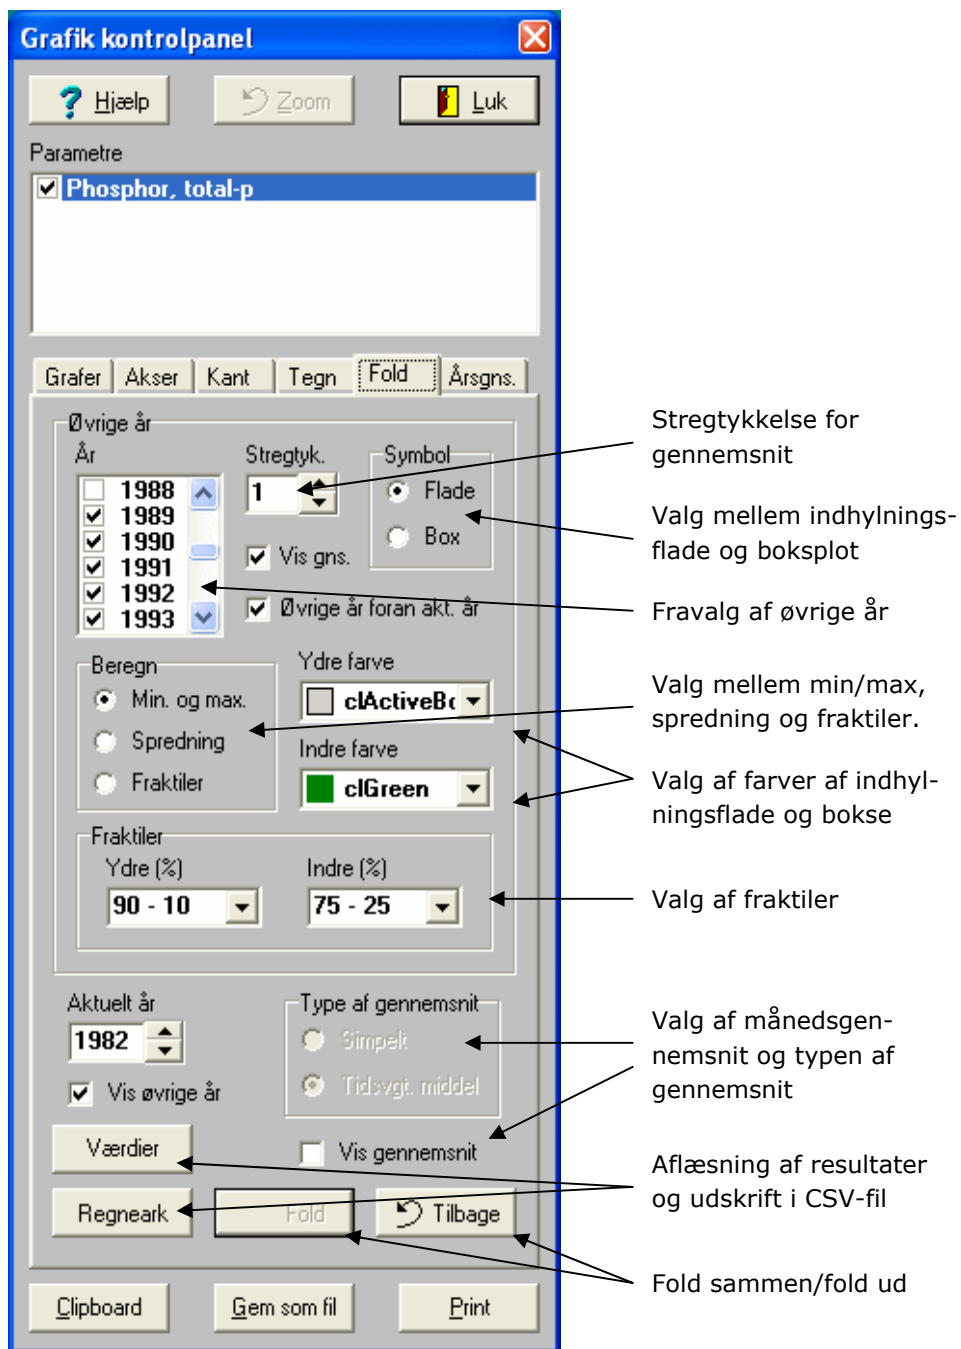 Grafik kontrolpanel
Hjælp
Zoom
Luk
Parametre
Phosphor, total-p
Grafer
Akser
Kant
Tegn
Fold
Årsgns.
Øvrige år
År
Stregtyk.
Symbol
1988
1989
1990
1991
1992
1993
1
Flade
Box
Vis gns.
Øvrige år foran akt. år
Beregn
Min. og max.
Spredning
Fraktiler
Ydre farve
clActiveBo
Indre farve
clGreen
Fraktiler
Ydre (%)
Indre (%)
90 - 10
75 - 25
Aktuelt år
1982
Vis øvrige år
Type af gennemsnit
Simpelt
Tidsvgt. middel
Værdier
Vis gennemsnit
Regneark
Fold
Tilbage
Clipboard
Gem som fil
Print
Stregtykkelse for
gennemsnit
Valg mellem indhylnings-
flade og boksplot
Fravalg af øvrige år
Valg mellem min/max,
spredning og fraktiler.
Valg af farver af indhyl-
ningsflade og bokse
Valg af fraktiler
Valg af månedsgen-
nemsnit og typen af
gennemsnit
Aflæsning af resultater
og udskrift i CSV-fil
Fold sammen/fold ud